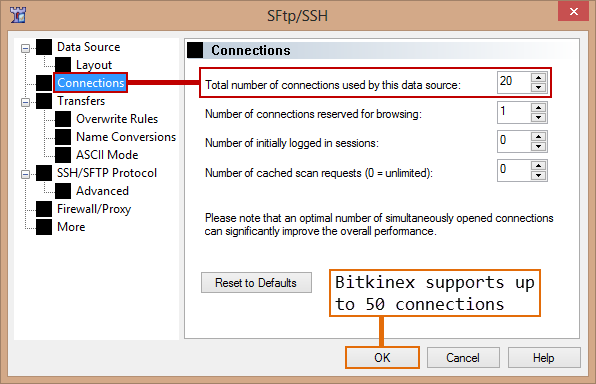 SFtp/SSH
Data Source
Layout
Connections
Transfers
Overwrite Rules
Name Conversions
ASCII Mode
SSH/SFTP Protocol
Advanced
Firewall/Proxy
More
Connections
Total number of connections used by this data source: 20
Number of connections reserved for browsing: 1
Number of initially logged in sessions: 0
Number of cached scan requests (0 = unlimited): 0
Please note that an optimal number of simultaneously opened connections
can significantly improve the overall performance.
Reset to Defaults
Bitkinex supports up
to 50 connections
OK Cancel Help